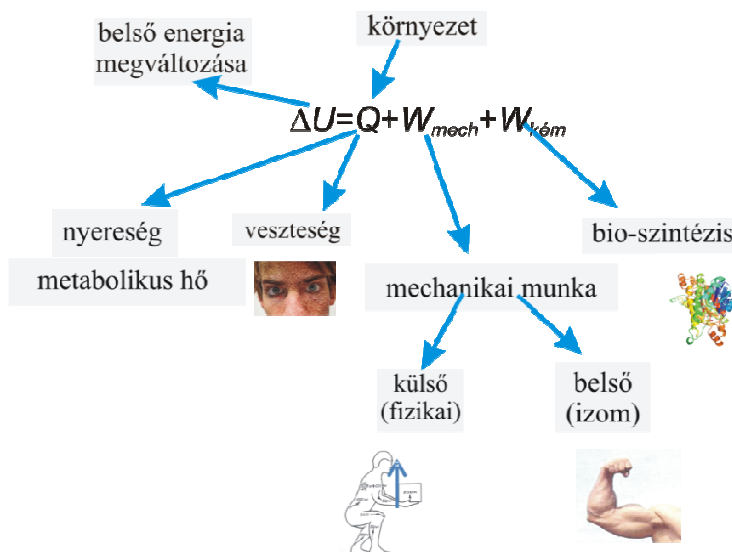 belső energia
megváltozása
környezet
ΔU=Q+Wmech+Wkém
nyereség
metabolikus hő
veszteség
bio-szintézis
mechanikai munka
külső
(fizikai)
belső
(izom)